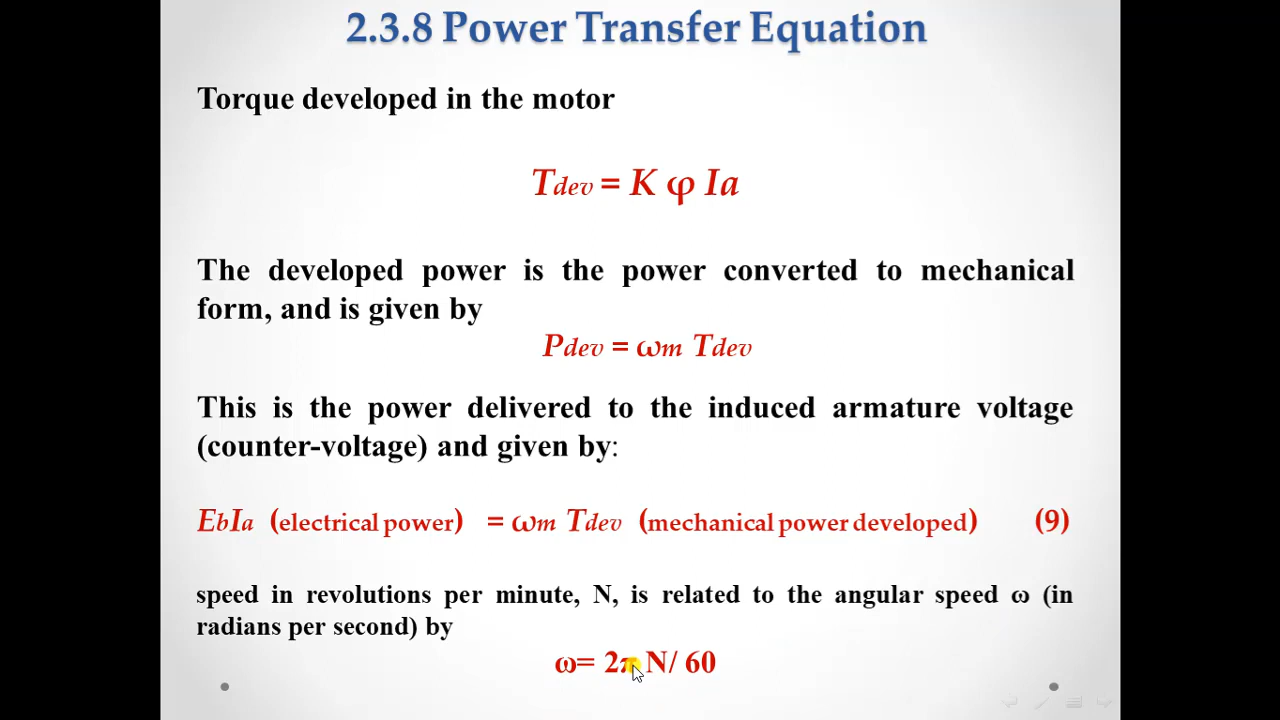 2.3.8 Power Transfer Equation
Torque developed in the motor
Tdev = K φ Ia
The developed power is the power converted to mechanical
form, and is given by
Pdev = ωm Tdev
This is the power delivered to the induced armature voltage
(counter-voltage) and given by:
EbIa (electrical power) = ωm Tdev (mechanical power developed) (9)
speed in revolutions per minute, N, is related to the angular speed ω (in
radians per second) by
ω= 2π N/ 60